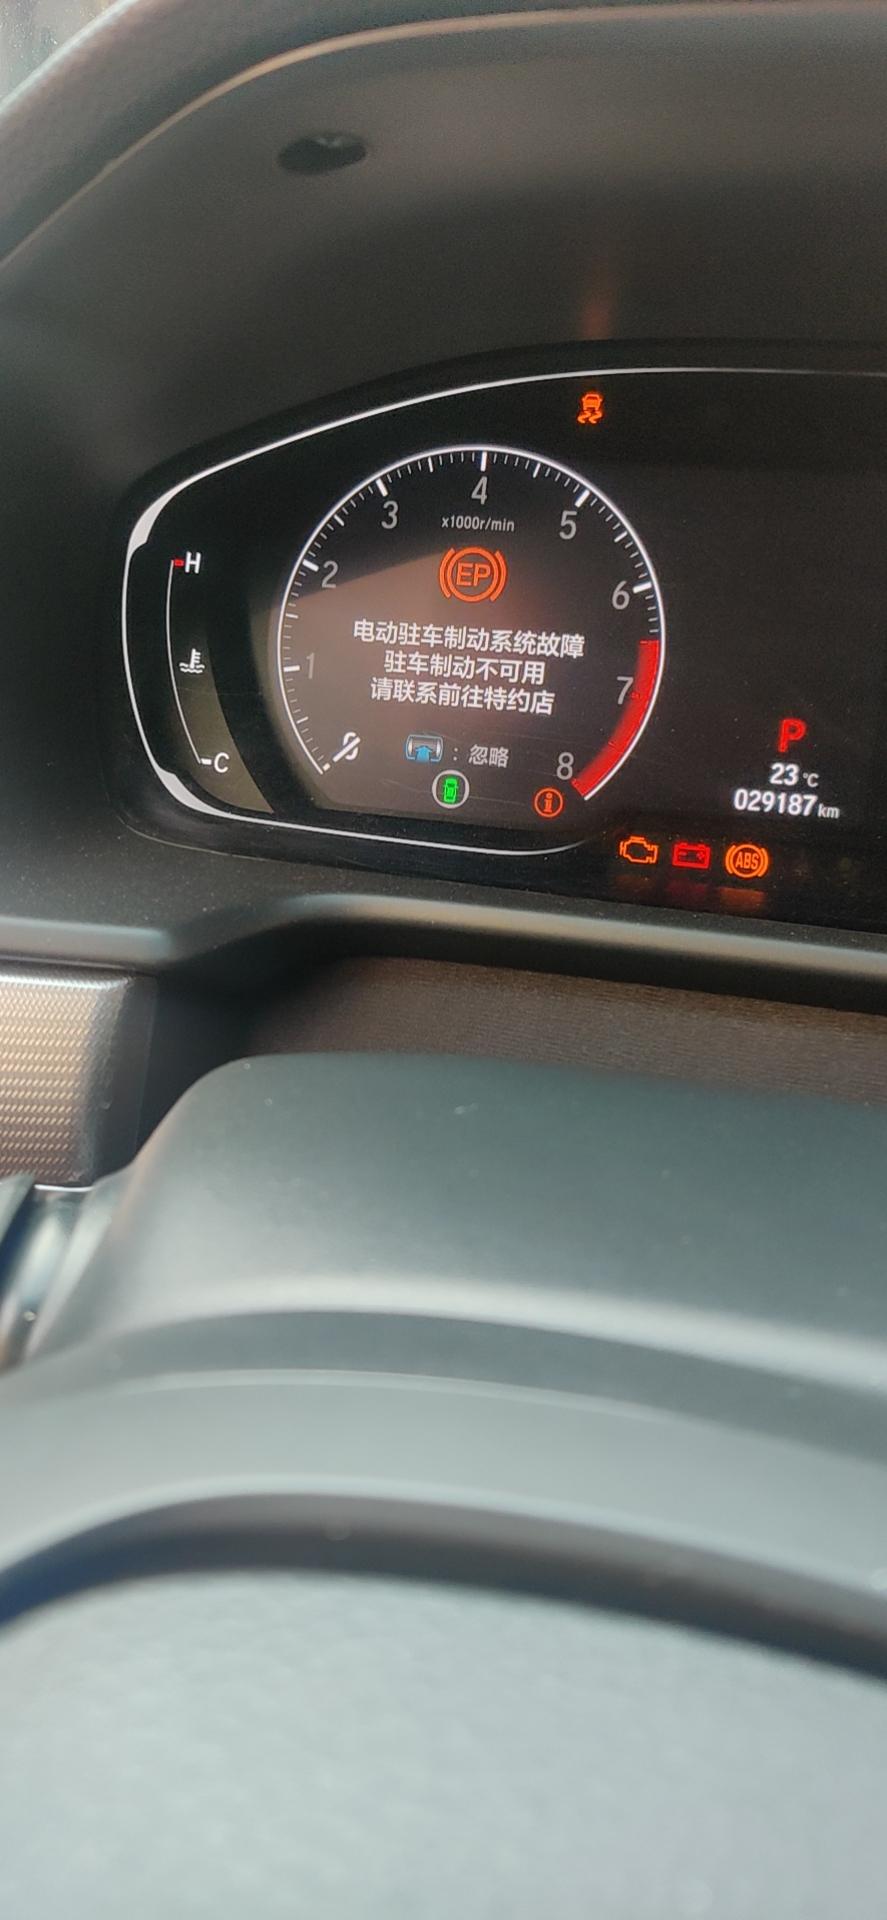 4
3
5
x1000r/min
EP
2
6
H
电动驻车制动系统故障
驻车制动不可用
1
请联系前往特约店
7
P
C
：忽略
8
23°C
029187km
ABS